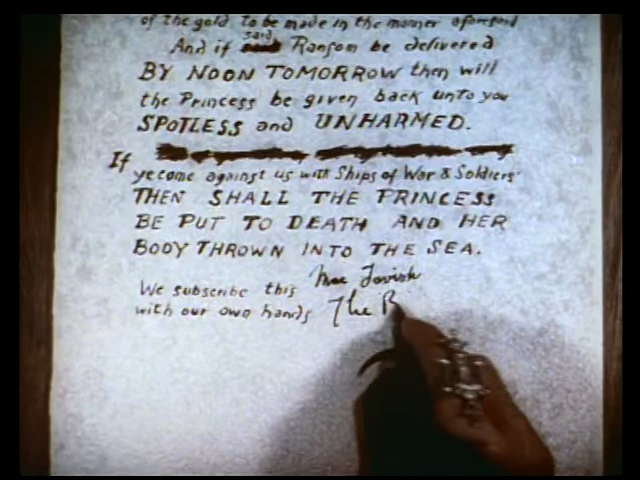 of the gold to be made in the manner aforesaid
said
And if Ransom be delivered
BY NOON TOMORROW then will
the Princess be given back unto you
SPOTLESS and UNHARMED.
If
ye come against us with Ships of War & Soldiers
THEN SHALL THE PRINCESS
BE PUT TO DEATH AND HER
BODY THROWN INTO THE SEA.
We subscribe this Mac Tavish
with our own hands The B